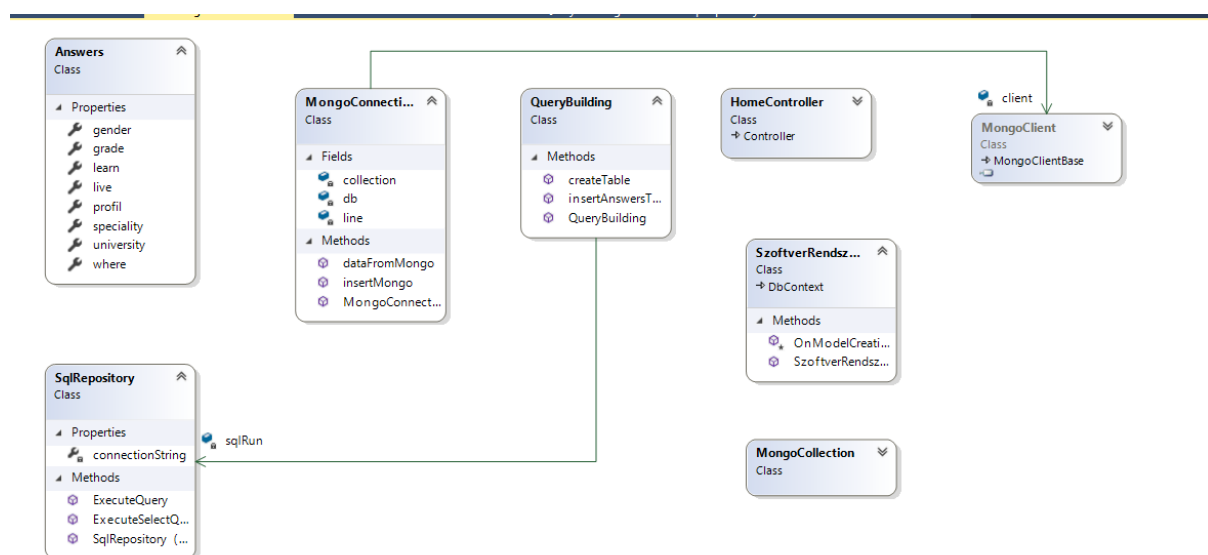 Answers
Class
Properties
gender
grade
learn
live
profil
speciality
university
where
MongoConnecti...
Class
Fields
collection
db
line
Methods
dataFromMongo
insertMongo
MongoConnect...
QueryBuilding
Class
Methods
createTable
insertAnswersT...
QueryBuilding
HomeController
Class
Controller
client
MongoClient
Class
MongoClientBase
SzoftverRendsz...
Class
DbContext
Methods
OnModelCreati...
SzoftverRendsz...
SqlRepository
Class
Properties
connectionString
Methods
ExecuteQuery
ExecuteSelectQ...
SqlRepository (...
sqlRun
MongoCollection
Class